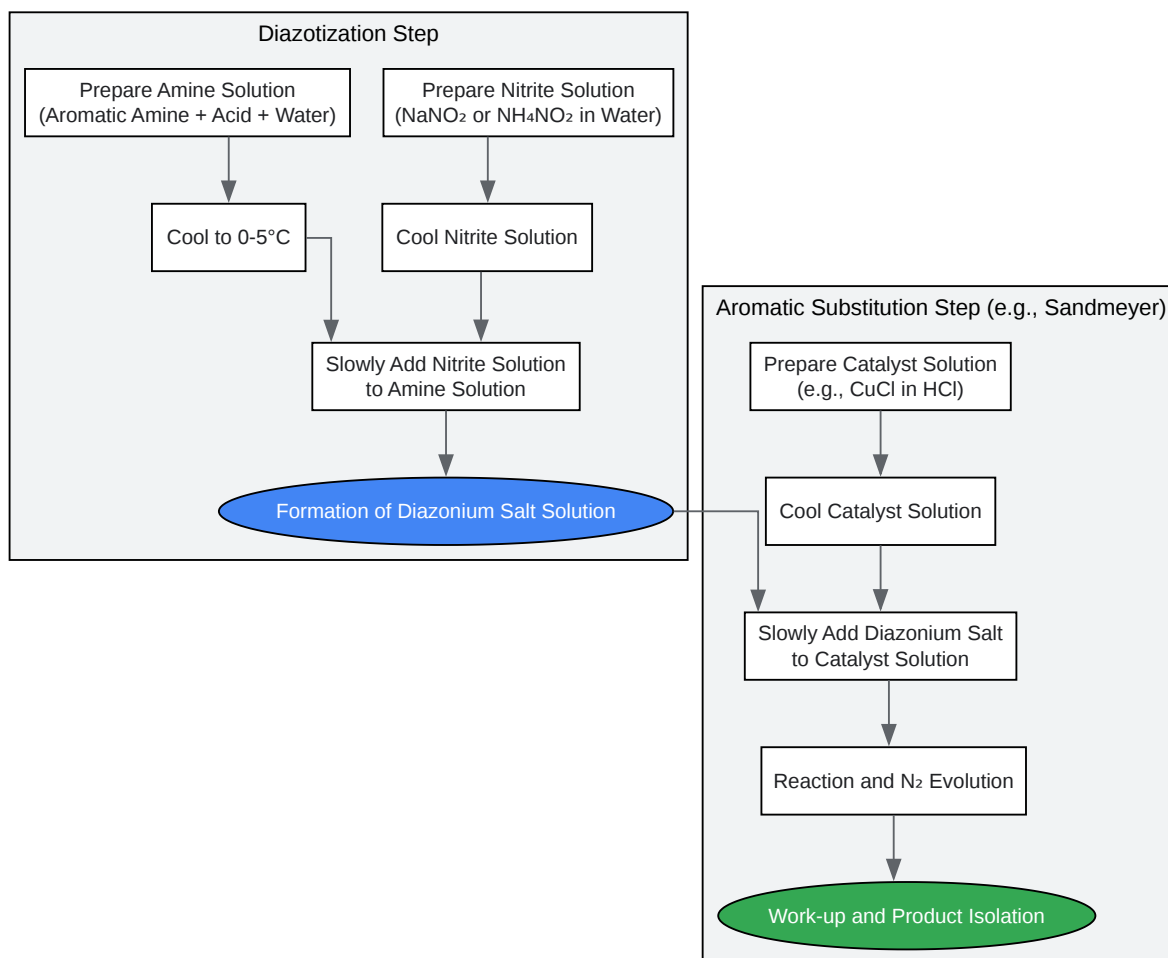 Diazotization Step
Prepare Amine Solution
(Aromatic Amine + Acid + Water)
Prepare Nitrite Solution
(NaNO₂ or NH₄NO₂ in Water)
Cool to 0-5°C
Cool Nitrite Solution
Slowly Add Nitrite Solution
to Amine Solution
Formation of Diazonium Salt Solution
Aromatic Substitution Step (e.g., Sandmeyer)
Prepare Catalyst Solution
(e.g., CuCl in HCl)
Cool Catalyst Solution
Slowly Add Diazonium Salt
to Catalyst Solution
Reaction and N₂ Evolution
Work-up and Product Isolation